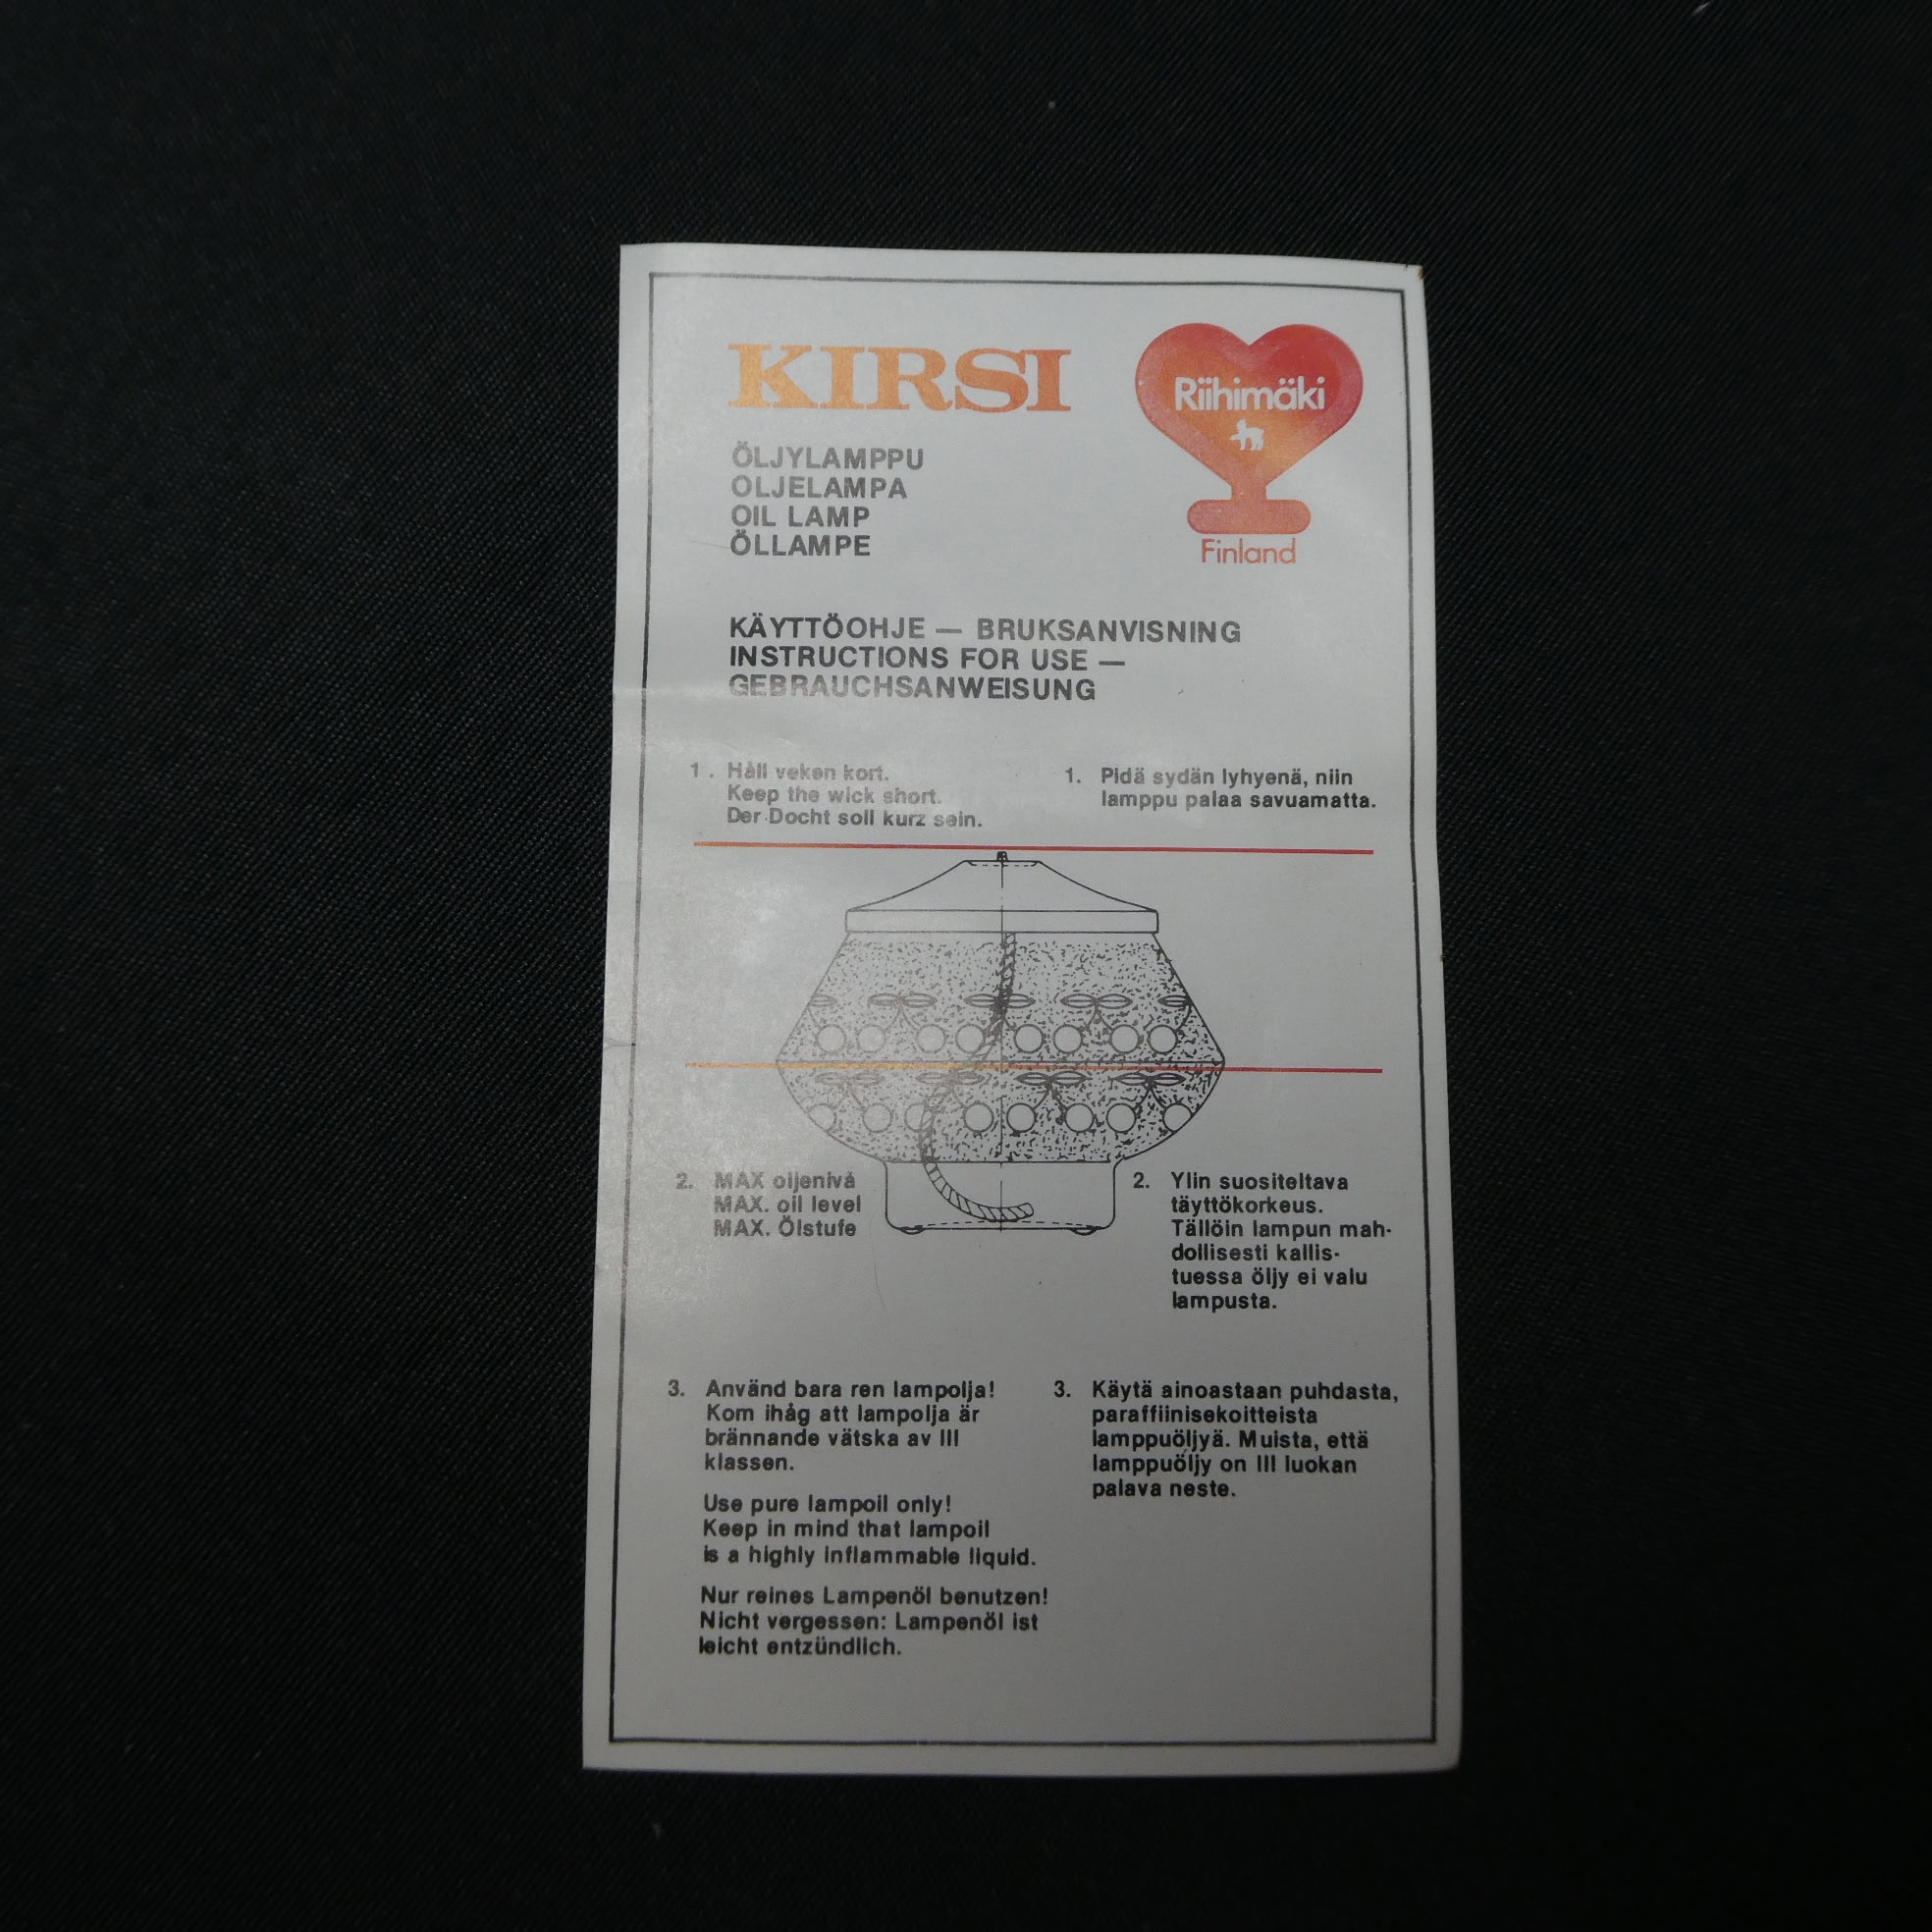 KIRSI
Riihimäki
Finland
ÖLJYLAMPPU
OLJELAMPA
OIL LAMP
ÖLLAMPE
KÄYTTÖOHJE — BRUKSANVISNING
INSTRUCTIONS FOR USE —
GEBRAUCHSANWEISUNG
1. Håll veken kort.
Keep the wick short.
Der Docht soll kurz sein.
1. Pidä sydän lyhyenä, niin
lamppu palaa savuamatta.
2. MAX oljenivå
MAX. oil level
MAX. Ölstufe
2. Ylin suositeltava
täyttökorkeus.
Tällöin lampun mah-
dollisesti kallis-
tuessa öljy ei valu
lampusta.
3. Använd bara ren lampolja!
Kom ihåg att lampolja är
brännande vätska av III
klassen.
Use pure lampoil only!
Keep in mind that lampoil
is a highly inflammable liquid.
Nur reines Lampenöl benutzen!
Nicht vergessen: Lampenöl ist
leicht entzündlich.
3. Käytä ainoastaan puhdasta,
paraffiinisekoitteista
lamppuöljyä. Muista, että
lamppuöljy on III luokan
palava neste.